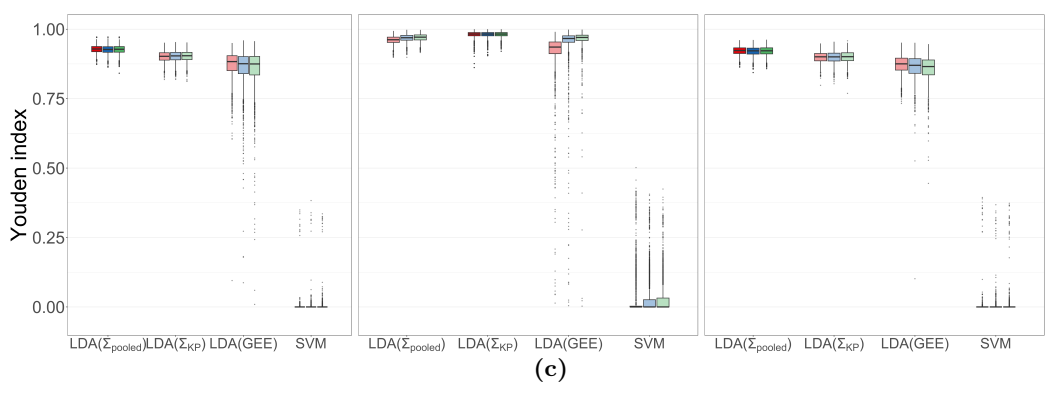 Youden index
1.00
0.75
0.50
0.25
0.00
LDA(Σpooled) LDA(ΣKP) LDA(GEE) SVM LDA(Σpooled) LDA(ΣKP) LDA(GEE) SVM LDA(Σpooled) LDA(ΣKP) LDA(GEE) SVM
(c)